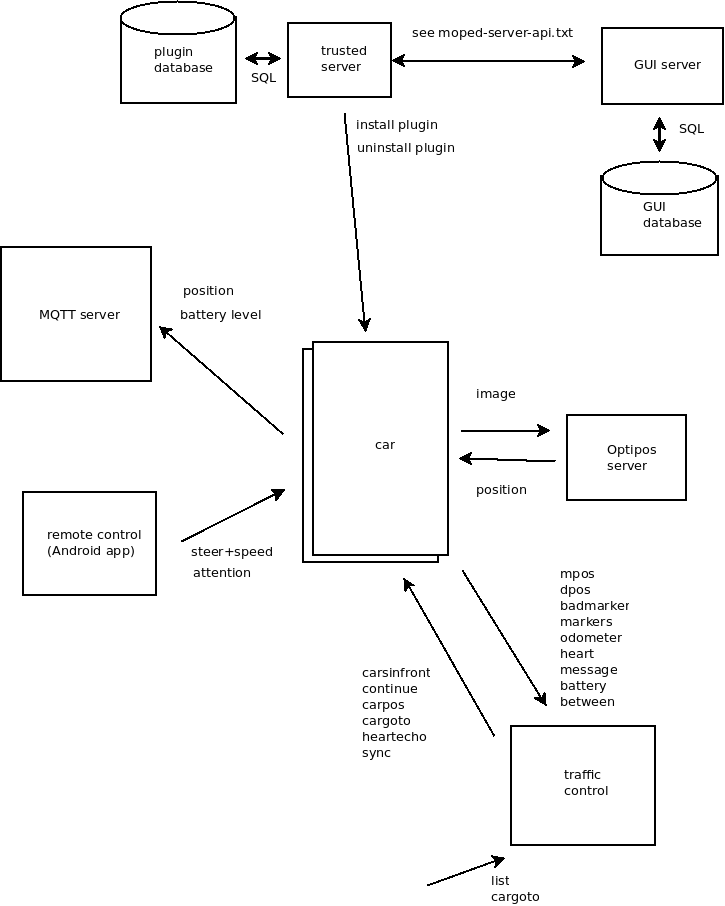 plugin
database
SQL
trusted
server
see moped-server-api.txt
GUI server
SQL
GUI
database
install plugin
uninstall plugin
MQTT server
position
battery level
car
image
Optipos
server
position
remote control
(Android app)
steer+speed
attention
mpos
dpos
badmarker
markers
odometer
heart
message
battery
between
carsinfront
continue
carpos
cargoto
heartecho
sync
traffic
control
list
cargoto